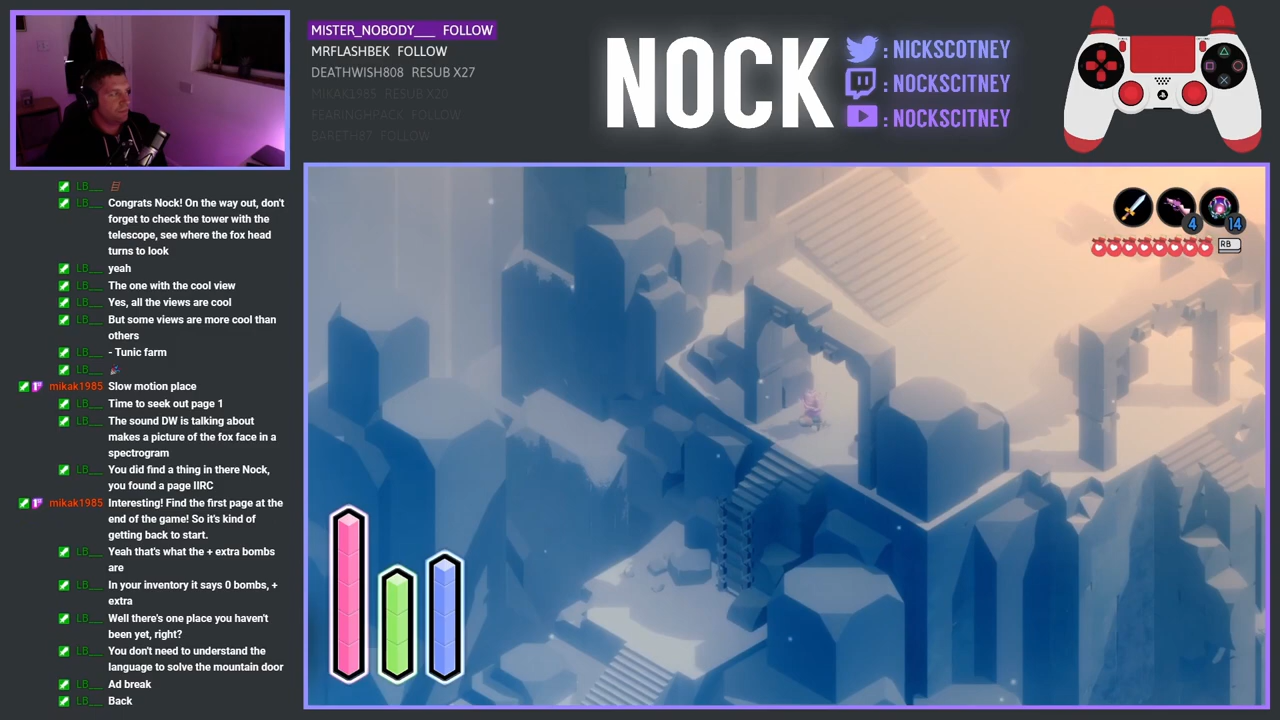 MISTER_NOBODY___ FOLLOW
MRFLASHBEK FOLLOW
DEATHWISH808 RESUB X27
MIKAK1985 RESUB X20
FEARINGHPACK FOLLOW
BARETH87 FOLLOW
NOCK
: NICKSCOTNEY
: NOCKSCITNEY
: NOCKSCITNEY
LB___
LB___ Congrats Nock! On the way out, don't
forget to check the tower with the
telescope, see where the fox head
turns to look
LB___ yeah
LB___ The one with the cool view
LB___ Yes, all the views are cool
LB___ But some views are more cool than
others
LB___ - Tunic farm
LB___
mikak1985 Slow motion place
LB___ Time to seek out page 1
LB___ The sound DW is talking about
makes a picture of the fox face in a
spectrogram
LB___ You did find a thing in there Nock,
you found a page IIRC
mikak1985 Interesting! Find the first page at the
end of the game! So it's kind of
getting back to start.
LB___ Yeah that's what the + extra bombs
are
LB___ In your inventory it says 0 bombs, +
extra
LB___ Well there's one place you haven't
been yet, right?
LB___ You don't need to understand the
language to solve the mountain door
LB___ Ad break
LB___ Back
4
14
RB